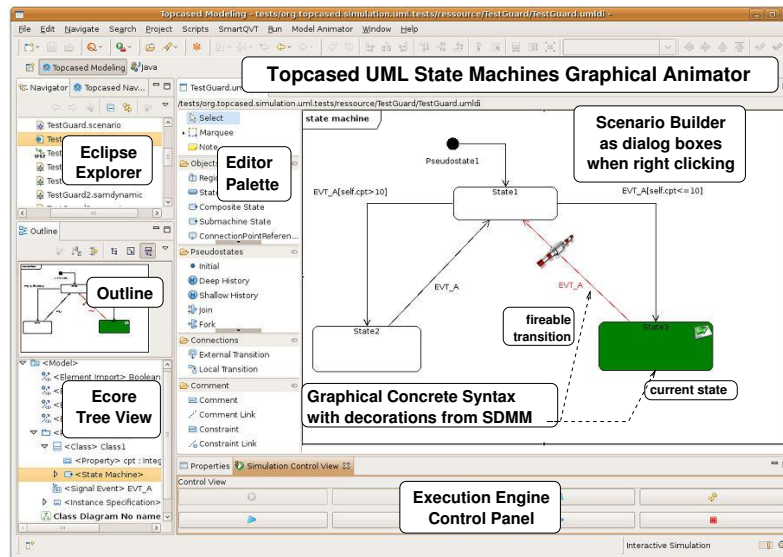 Topcased Modeling - tests/org.topcased.simulation.uml.tests/ressource/TestGuard/TestGuard.umldi -
File Edit Navigate Search Project Scripts SmartQVT Run Model Animator Window Help
Topcased Modeling Java
Topcased UML State Machines Graphical Animator
Navigator Topcased Nav...
TestGuard.scenario
TestGuard2.samdynamic
Eclipse
Explorer
Outline
Outline
<Model>
<Element Import> Boolean
Ecore
Tree View
<Class> Class1
<Property> cpt : Integ
<State Machine>
<Signal Event> EVT_A
<Instance Specification>
Class Diagram No name
TestGuard.um
/tests/org.topcased.simulation.uml.tests/ressource/TestGuard/TestGuard.umldi
Select
Marquee
Note
Objects
Editor
Palette
Regi
State
Composite State
Submachine State
ConnectionPointReferen...
Pseudostates
Initial
Deep History
Shallow History
Join
Fork
Connections
External Transition
Local Transition
Comment
Comment
Comment Link
Constraint
Constraint Link
state machine
Pseudostate1
Scenario Builder
as dialog boxes
when right clicking
EVT_A[self.cpt>10]
State1
EVT_A[self.cpt<=10]
EVT_A
EVT_A
fireable
transition
State2
State3
current state
Graphical Concrete Syntax
with decorations from SDMM
Properties Simulation Control View
Control View
Execution Engine
Control Panel
Interactive Simulation